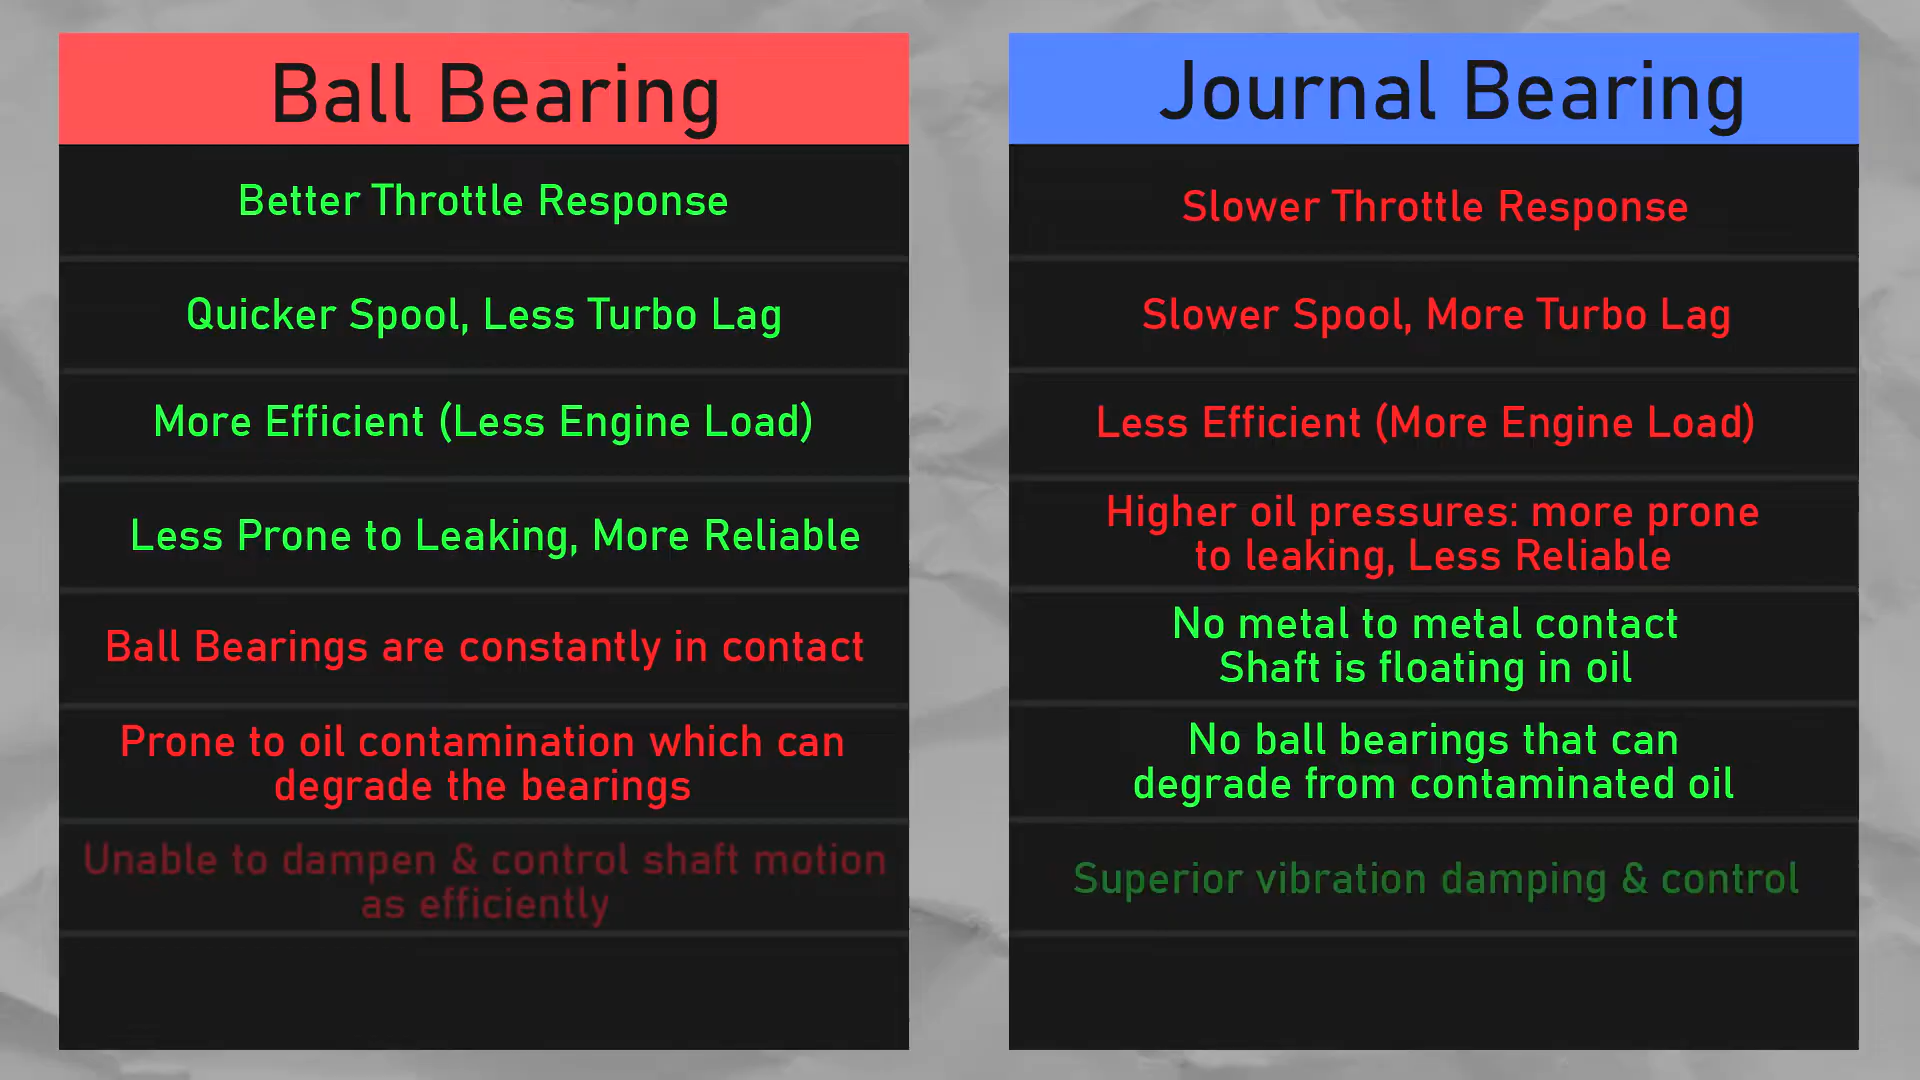 Ball Bearing
Better Throttle Response
Quicker Spool, Less Turbo Lag
More Efficient (Less Engine Load)
Less Prone to Leaking, More Reliable
Ball Bearings are constantly in contact
Prone to oil contamination which can
degrade the bearings
Unable to dampen & control shaft motion
as efficiently
Journal Bearing
Slower Throttle Response
Slower Spool, More Turbo Lag
Less Efficient (More Engine Load)
Higher oil pressures: more prone
to leaking, Less Reliable
No metal to metal contact
Shaft is floating in oil
No ball bearings that can
degrade from contaminated oil
Superior vibration damping & control